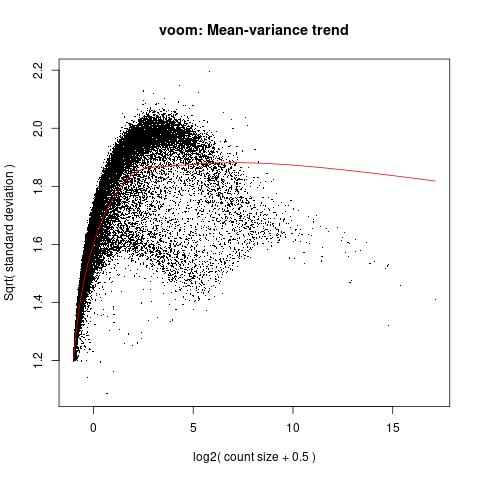 voom: Mean-variance trend
Sqrt( standard deviation )
2.2
2.0
1.8
1.6
1.4
1.2
0 5 10 15
log2( count size + 0.5 )